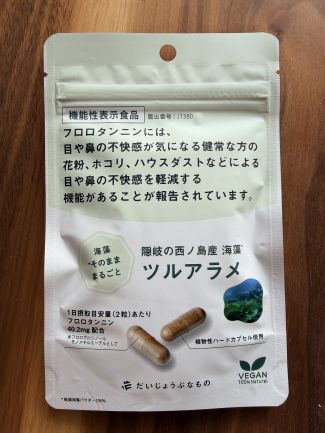 機能性表示食品 届出番号:J1380
フロロタンニンには、
目や鼻の不快感が気になる健常な方の
花粉、ホコリ、ハウスダストなどによる
目や鼻の不快感を軽減する
機能があることが報告されています。
海藻
*そのまま
まるごと
隠岐の西ノ島産 海藻
ツルアラメ
1日摂取目安量(2粒)あたり
フロロタンニン
40.2mg 配合
植物性ハードカプセル使用
VEGAN
100% Natural
だいじょうぶなもの